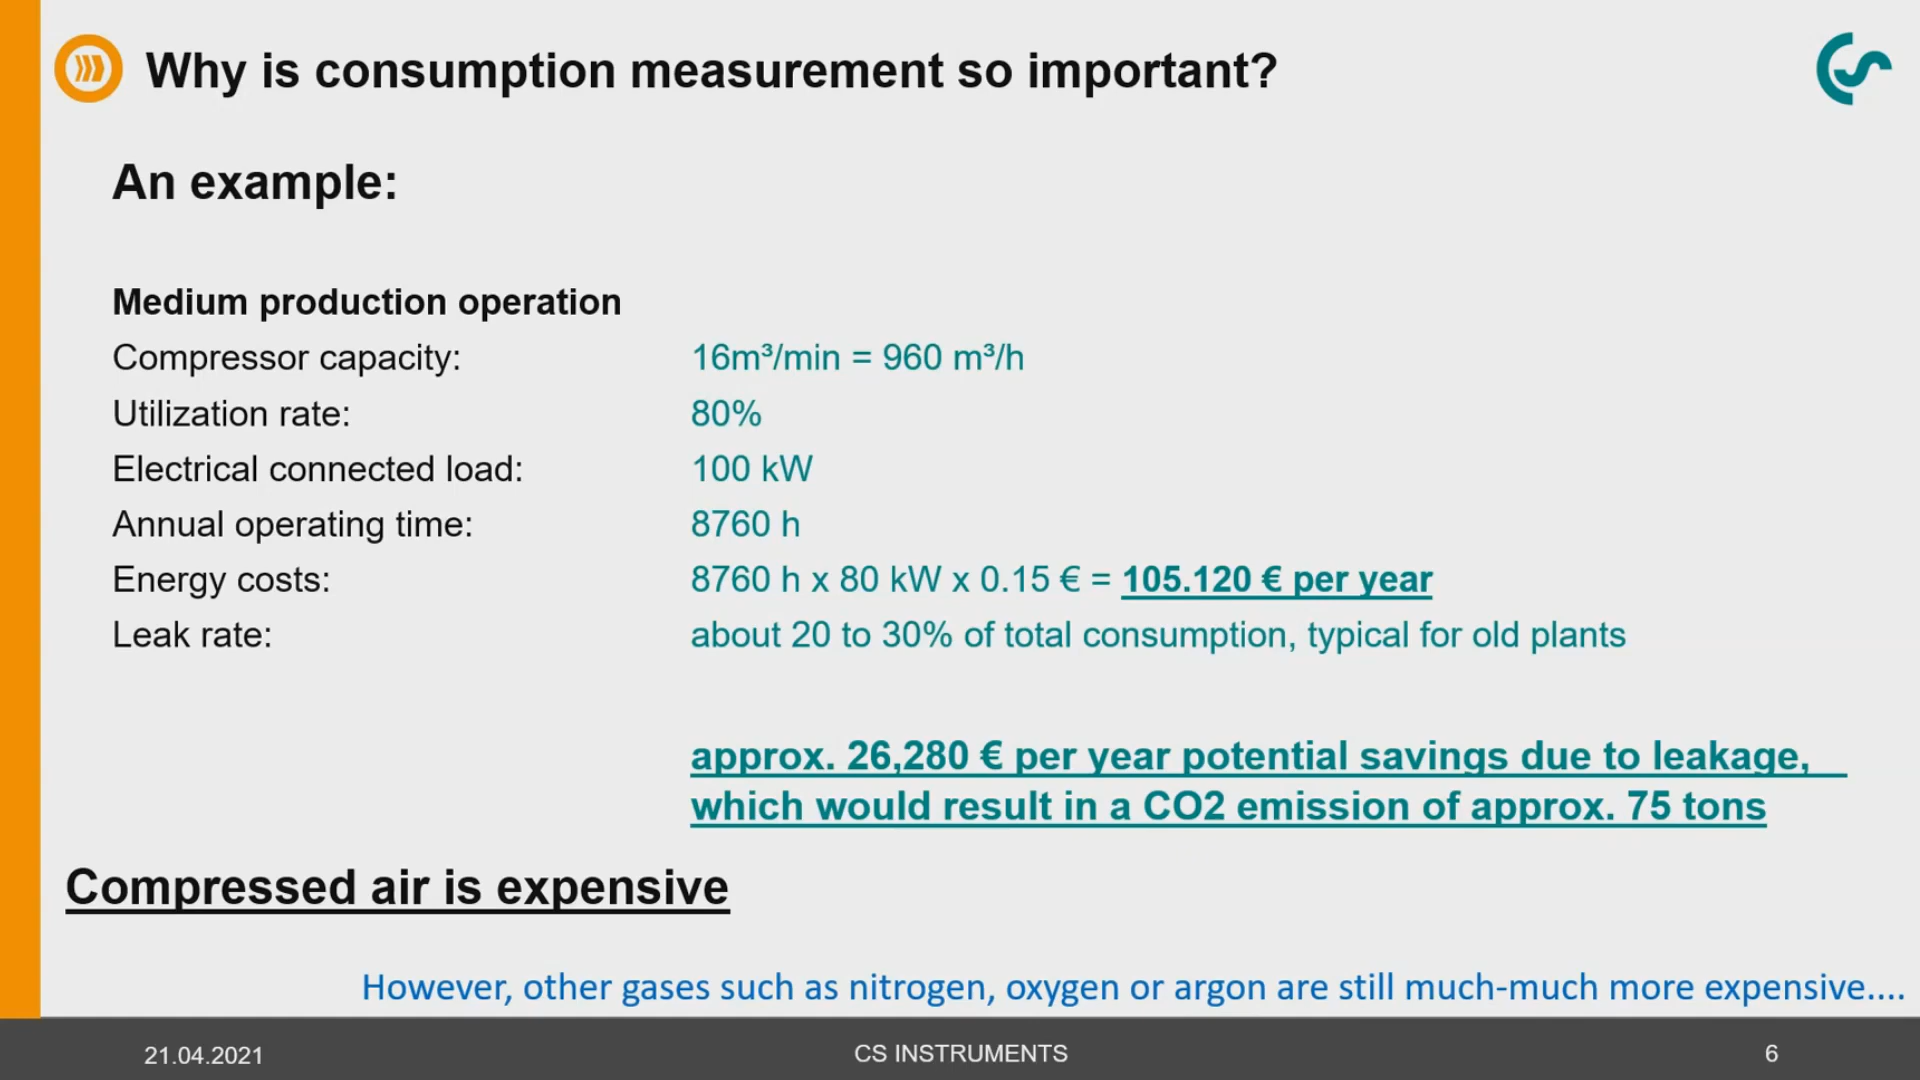 Why is consumption measurement so important?
An example:
Medium production operation
Compressor capacity: 16m³/min = 960 m³/h
Utilization rate: 80%
Electrical connected load: 100 kW
Annual operating time: 8760 h
Energy costs: 8760 h x 80 kW x 0.15 € = 105.120 € per year
Leak rate: about 20 to 30% of total consumption, typical for old plants
approx. 26,280 € per year potential savings due to leakage,
which would result in a CO2 emission of approx. 75 tons
Compressed air is expensive
However, other gases such as nitrogen, oxygen or argon are still much-much more expensive....
21.04.2021 CS INSTRUMENTS 6